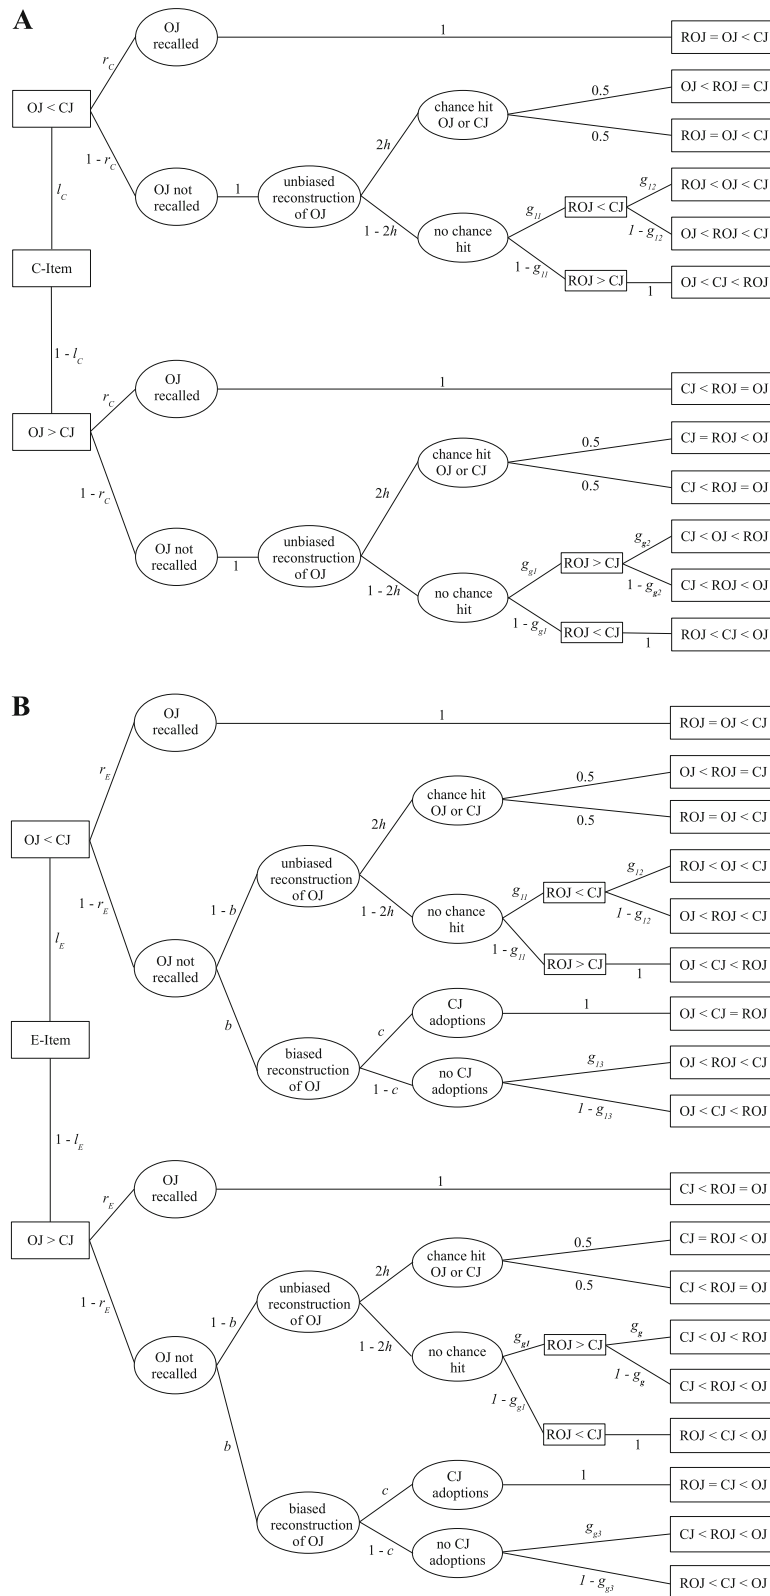 A
OJ
recalled
1
ROJ = OJ < CJ
r_C
OJ < CJ
chance hit
OJ or CJ
0.5
OJ < ROJ = CJ
0.5
ROJ = OJ < CJ
2h
1 - r_C
l_C
OJ not
recalled
1
unbiased
reconstruction
of OJ
1 - 2h
no chance
hit
g_11
ROJ < CJ
g_12
ROJ < OJ < CJ
1 - g_12
OJ < ROJ < CJ
1 - g_11
ROJ > CJ
1
OJ < CJ < ROJ
C-Item
1 - l_C
OJ
recalled
1
CJ < ROJ = OJ
r_C
OJ > CJ
chance hit
OJ or CJ
0.5
CJ = ROJ < OJ
0.5
CJ < ROJ = OJ
2h
1 - r_C
OJ not
recalled
1
unbiased
reconstruction
of OJ
1 - 2h
no chance
hit
g_g1
ROJ > CJ
g_g2
CJ < OJ < ROJ
1 - g_g2
CJ < ROJ < OJ
1 - g_g1
ROJ < CJ
1
ROJ < CJ < OJ
B
OJ
recalled
1
ROJ = OJ < CJ
r_E
OJ < CJ
chance hit
OJ or CJ
0.5
OJ < ROJ = CJ
0.5
ROJ = OJ < CJ
2h
unbiased
reconstruction
of OJ
1 - 2h
no chance
hit
g_11
ROJ < CJ
g_12
ROJ < OJ < CJ
1 - g_12
OJ < ROJ < CJ
1 - g_11
ROJ > CJ
1
OJ < CJ < ROJ
1 - r_E
1 - b
l_E
OJ not
recalled
b
E-Item
biased
reconstruction
of OJ
c
CJ
adoptions
1
OJ < CJ = ROJ
1 - c
no CJ
adoptions
g_13
OJ < ROJ < CJ
1 - g_13
OJ < CJ < ROJ
1 - l_E
OJ
recalled
1
CJ < ROJ = OJ
r_E
OJ > CJ
chance hit
OJ or CJ
0.5
CJ = ROJ < OJ
0.5
CJ < ROJ = OJ
2h
unbiased
reconstruction
of OJ
1 - 2h
no chance
hit
g_g1
ROJ > CJ
g_g
CJ < OJ < ROJ
1 - g_g
CJ < ROJ < OJ
1 - g_g1
ROJ < CJ
1
ROJ < CJ < OJ
1 - r_E
1 - b
OJ not
recalled
b
biased
reconstruction
of OJ
c
CJ
adoptions
1
ROJ = CJ < OJ
1 - c
no CJ
adoptions
g_g3
CJ < ROJ < OJ
1 - g_g3
ROJ < CJ < OJ